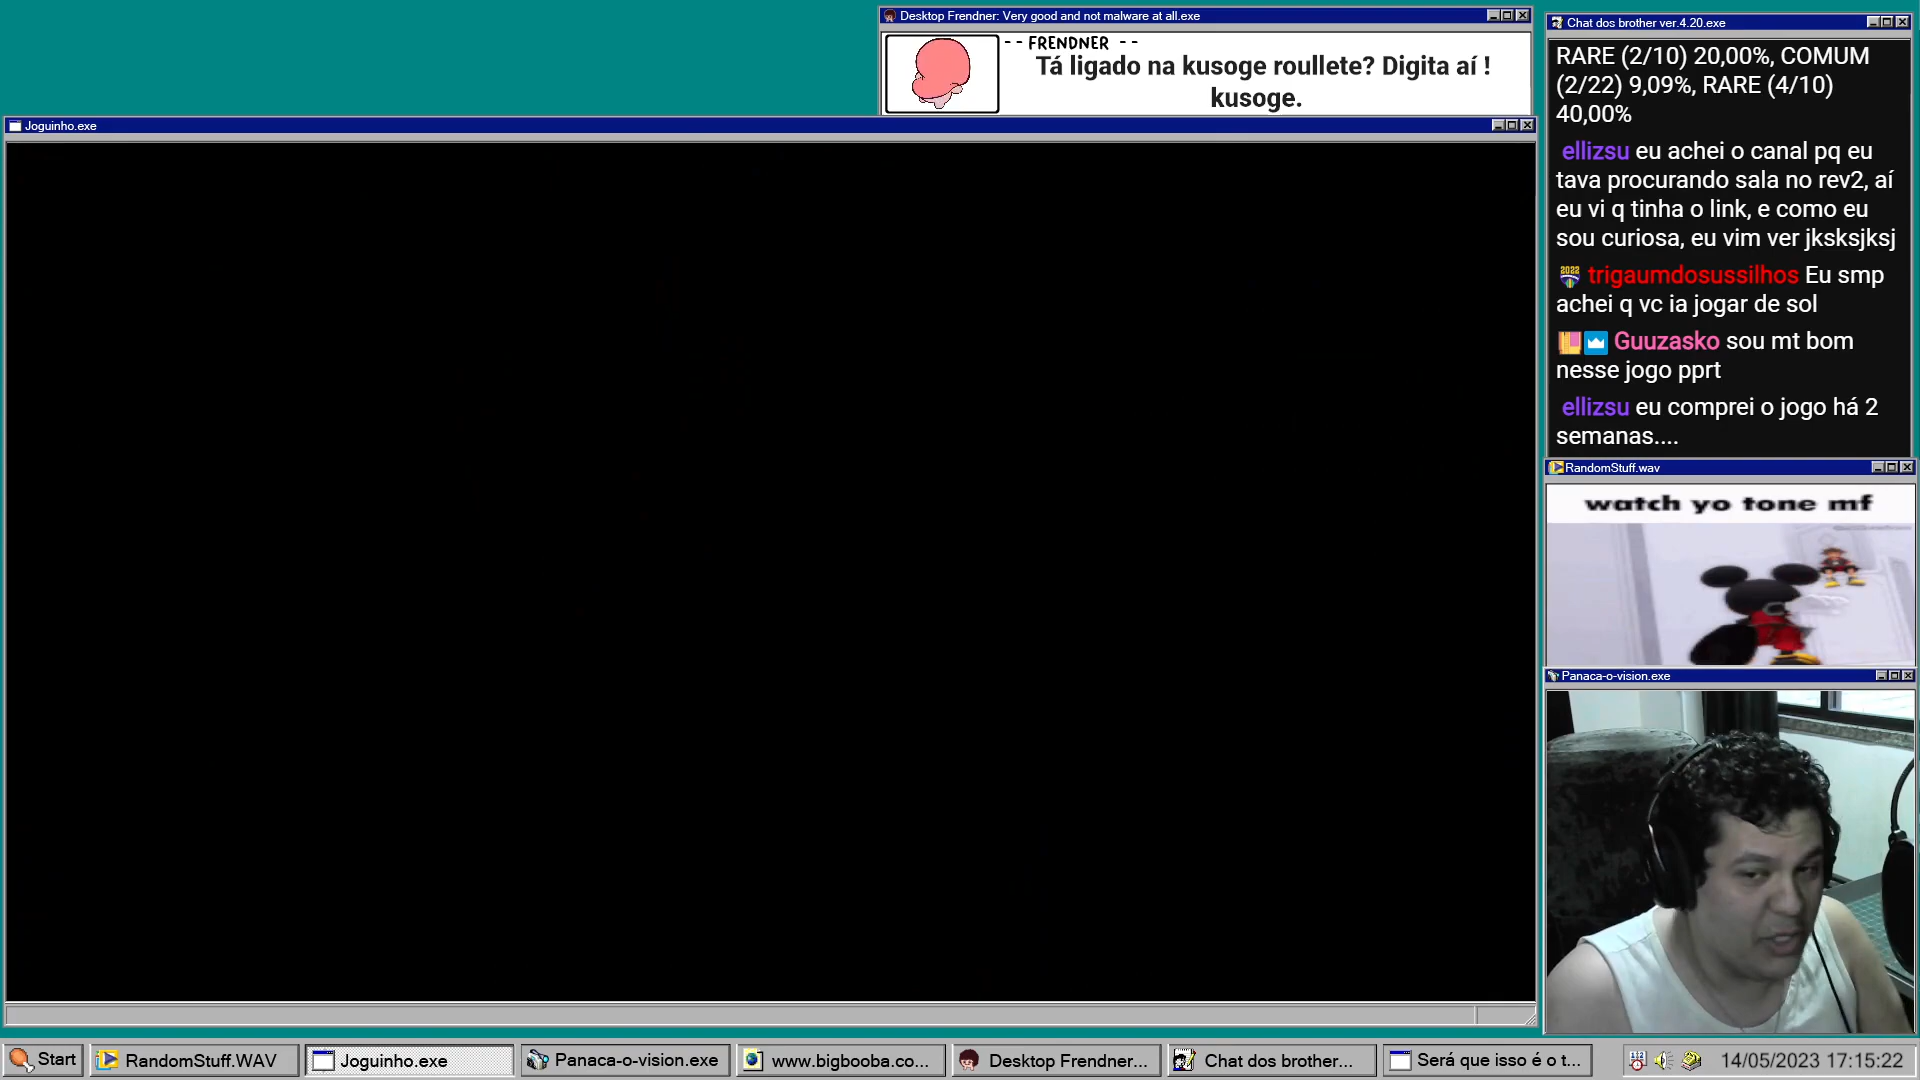 Desktop Frendner: Very good and not malware at all.exe
-- FRENDNER --
Tá ligado na kusoge roullete? Digita aí !
kusoge.
Joguinho.exe
Chat dos brother ver.4.20.exe
RARE (2/10) 20,00%, COMUM
(2/22) 9,09%, RARE (4/10)
40,00%
ellizsu eu achei o canal pq eu
tava procurando sala no rev2, aí
eu vi q tinha o link, e como eu
sou curiosa, eu vim ver jksksjksj
2022 trigaumdosussilhos Eu smp
achei q vc ia jogar de sol
Guuzasko sou mt bom
nesse jogo pprt
ellizsu eu comprei o jogo há 2
semanas....
RandomStuff.wav
watch yo tone mf
Panaca-o-vision.exe
Start
RandomStuff.WAV
Joguinho.exe
Panaca-o-vision.exe
www.bigbooba.co...
Desktop Frendner...
Chat dos brother...
Será que isso é o t...
14/05/2023 17:15:22